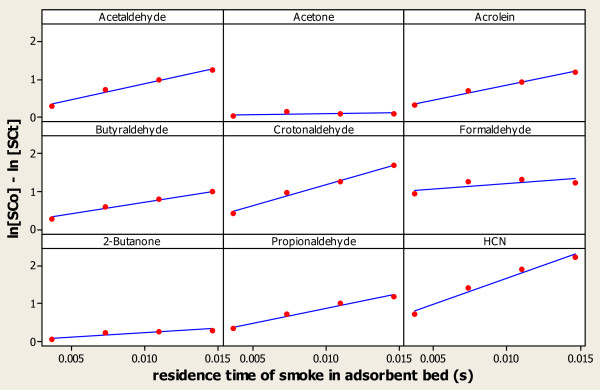 Acetaldehyde Acetone Acrolein
2
1
0
Butyraldehyde Crotonaldehyde Formaldehyde
2
1
0
2-Butanone Propionaldehyde HCN
2
1
0
0.005 0.010 0.015 0.005 0.010 0.015 0.005 0.010 0.015
ln[SCo] - ln [SCt]
residence time of smoke in adsorbent bed (s)